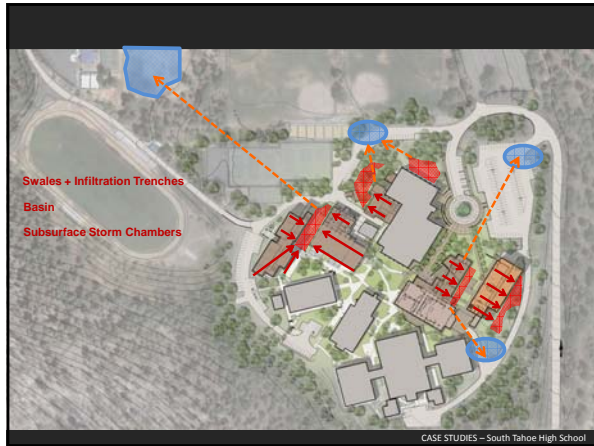 Swales + Infiltration Trenches
Basin
Subsurface Storm Chambers
CASE STUDIES – South Tahoe High School